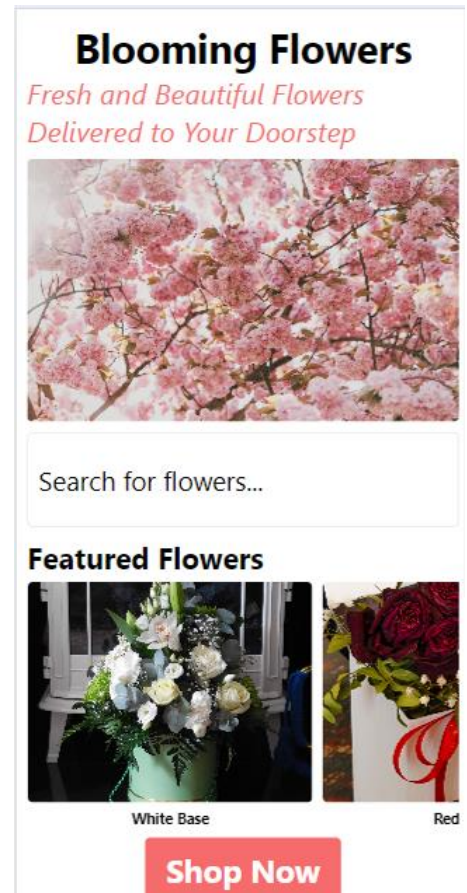 Blooming Flowers
Fresh and Beautiful Flowers
Delivered to Your Doorstep
Search for flowers...
Featured Flowers
White Base
Red
Shop Now